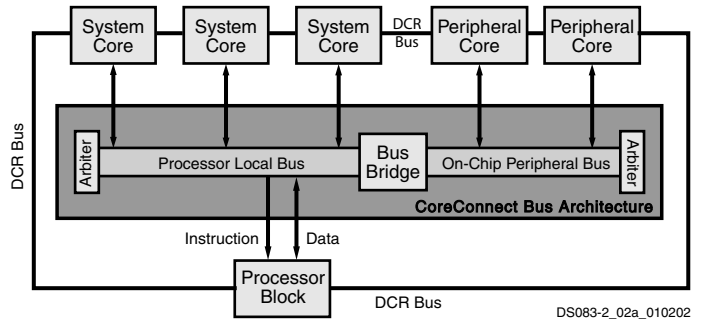 System Core
System Core
System Core
DCR Bus
Peripheral Core
Peripheral Core
DCR Bus
Arbiter
Processor Local Bus
Bus Bridge
On-Chip Peripheral Bus
Arbiter
CoreConnect Bus Architecture
Instruction
Data
Processor Block
DCR Bus
DS083-2_02a_010202